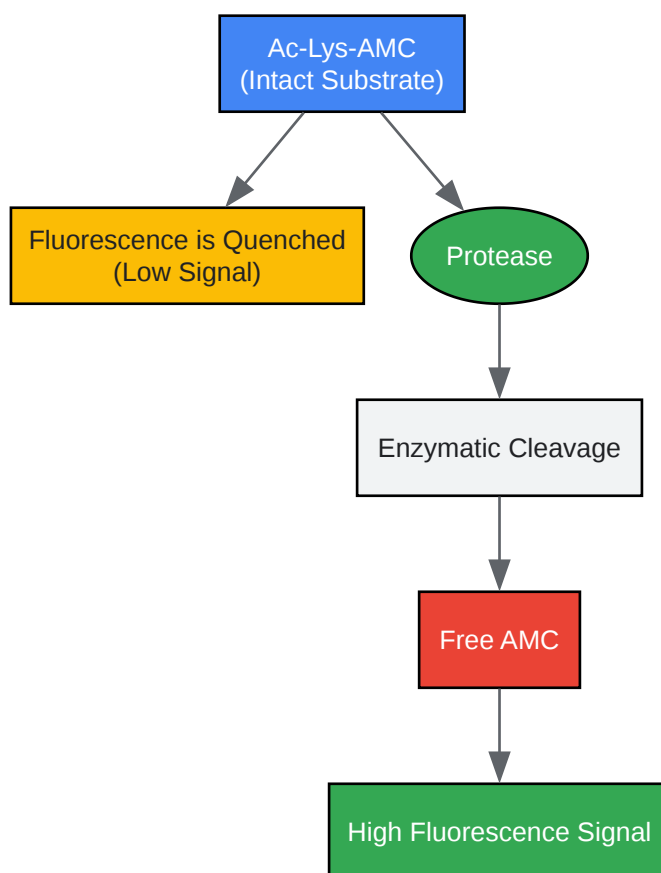 Ac-Lys-AMC
(Intact Substrate)
Fluorescence is Quenched
(Low Signal)
Protease
Enzymatic Cleavage
Free AMC
High Fluorescence Signal